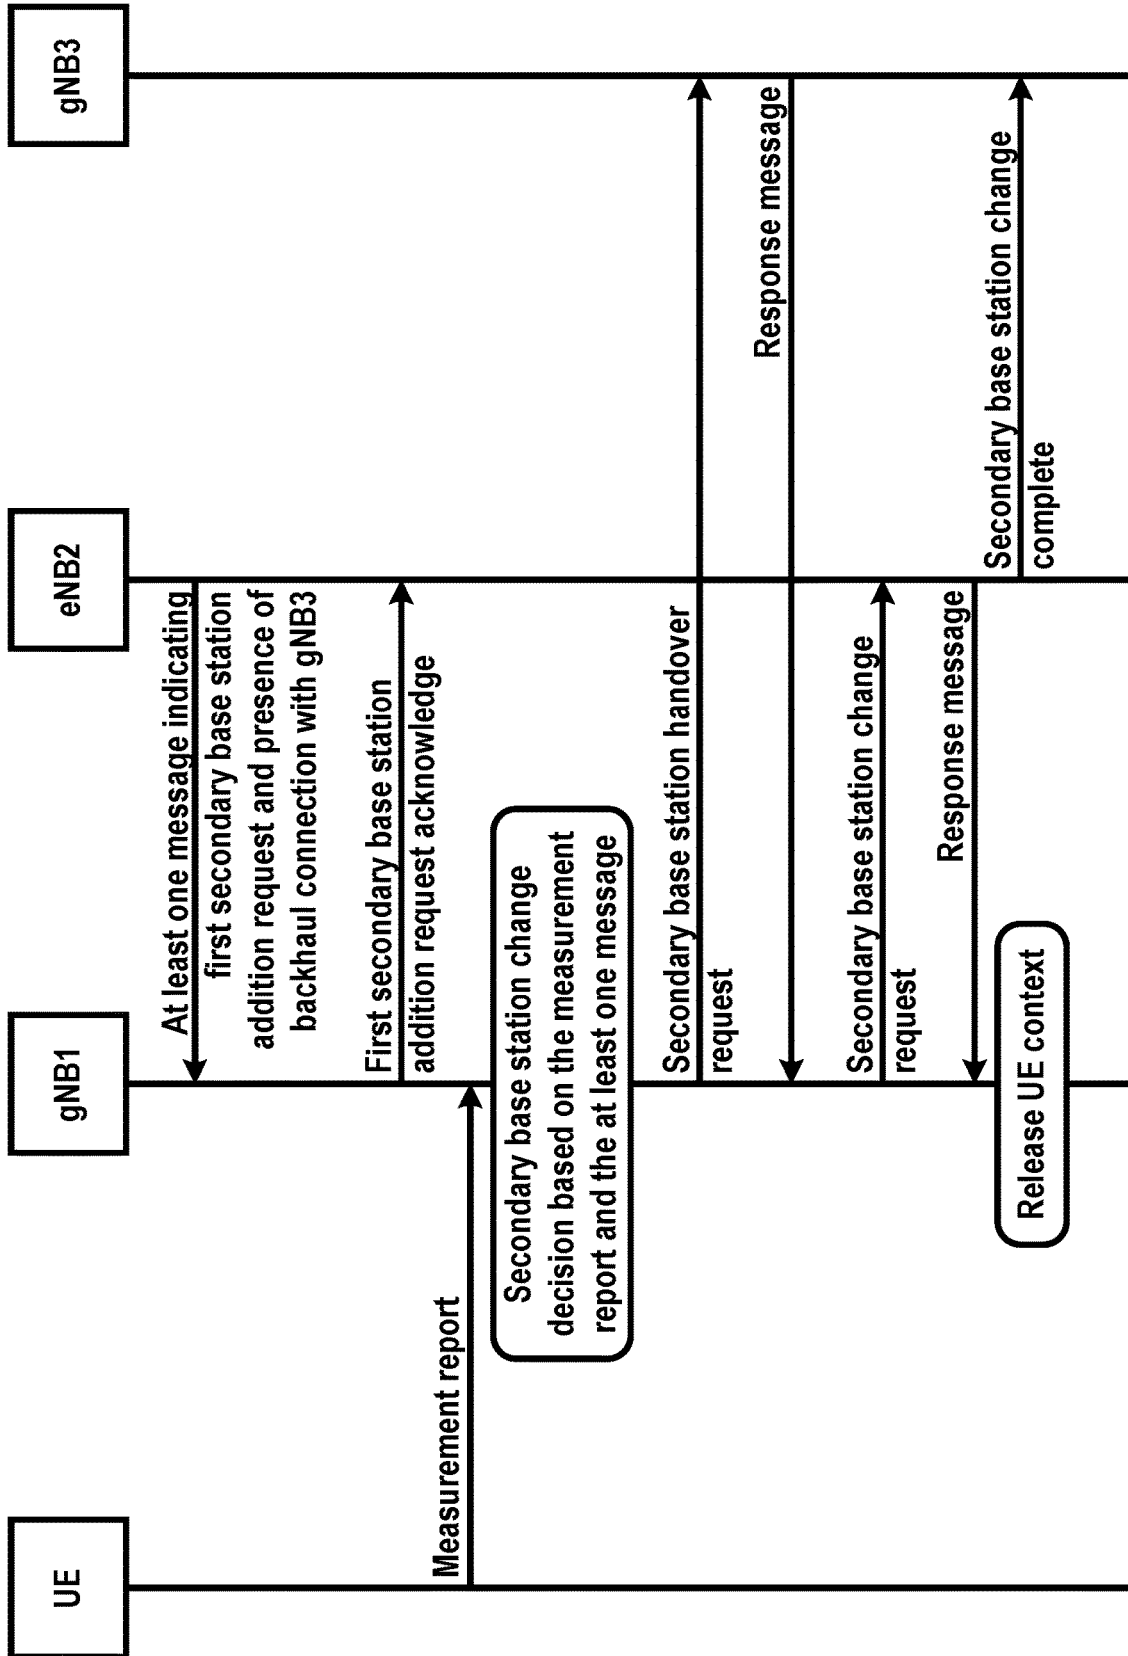 UE
gNB1
eNB2
gNB3
At least one message indicating
first secondary base station
addition request and presence of
backhaul connection with gNB3
First secondary base station
addition request acknowledge
Measurement report
Secondary base station change
decision based on the measurement
report and the at least one message
Secondary base station handover
request
Response message
Secondary base station change
request
Response message
Secondary base station change
complete
Release UE context